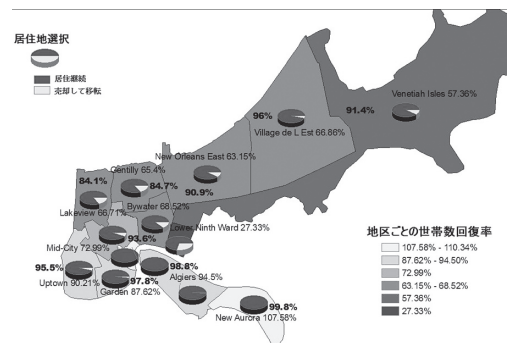 居住地選択
居住継続
売却して移転
Venetiah Isles 57.36%
91.4%
96%
Village de L Est 66.86%
New Orleans East 63.15%
Gentilly 65.4%
84.1%
84.7%
90.9%
Bywater 68.52%
Lakeview 66.71%
Lower Ninth Ward 27.33%
Mid-City 72.99%
93.6%
95.5%
98.8%
Uptown 90.21%
97.8%
Algiers 94.5%
Garden 87.62%
99.8%
New Aurora 107.58%
地区ごとの世帯数回復率
107.58% - 110.34%
87.62% - 94.50%
72.99%
63.15% - 68.52%
57.36%
27.33%